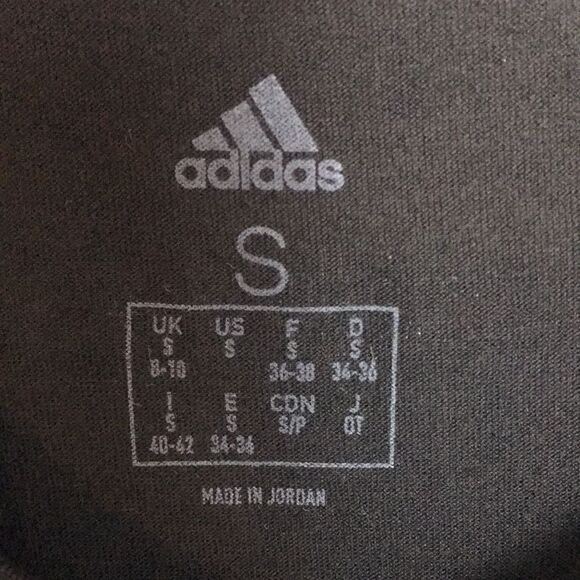 adidas
S
UK US F D
S S S S
8-10 36-38 34-36
I E CDN J
S S S/P OT
40-42 34-36
MADE IN JORDAN